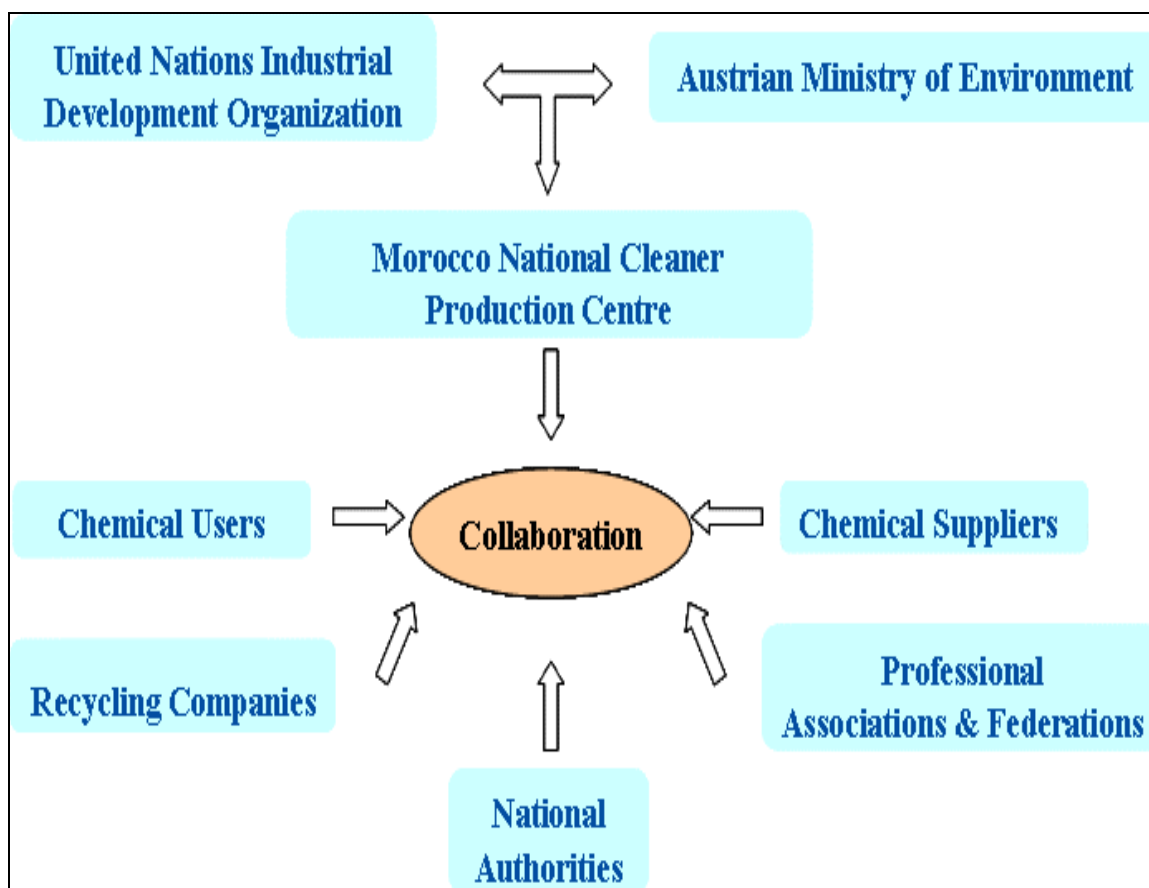 United Nations Industrial
Development Organization
Austrian Ministry of Environment
Morocco National Cleaner
Production Centre
Chemical Users
Collaboration
Chemical Suppliers
Recycling Companies
Professional
Associations & Federations
National
Authorities